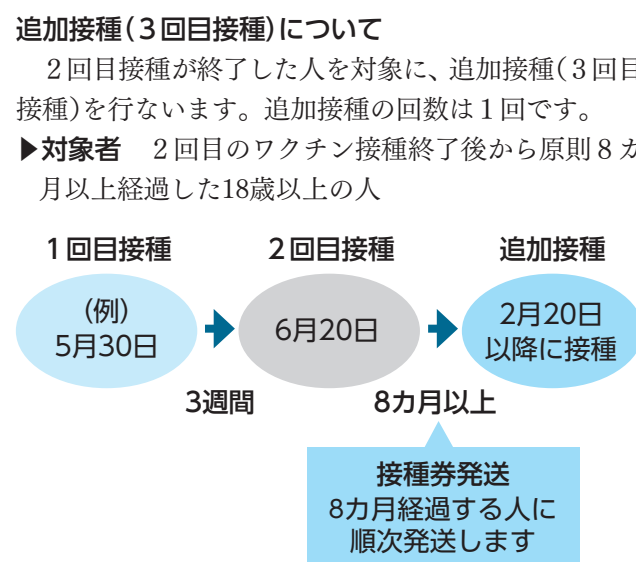 追加接種(３回目接種)について
２回目接種が終了した人を対象に、追加接種(３回目
接種)を行ないます。追加接種の回数は１回です。
▶対象者　２回目のワクチン接種終了後から原則８カ
月以上経過した18歳以上の人
１回目接種　２回目接種　追加接種
(例)
5月30日
6月20日
2月20日
以降に接種
3週間　8カ月以上
接種券発送
8カ月経過する人に
順次発送します